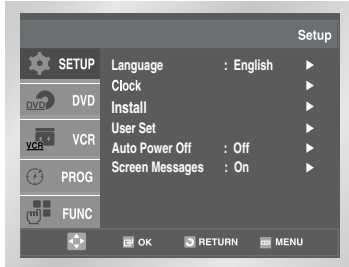 Setup
SETUP
DVD
DVD
VCR
VCR
PROG
FUNC
Language : English ►
Clock ►
Install ►
User Set ►
Auto Power Off : Off ►
Screen Messages : On ►
OK RETURN MENU